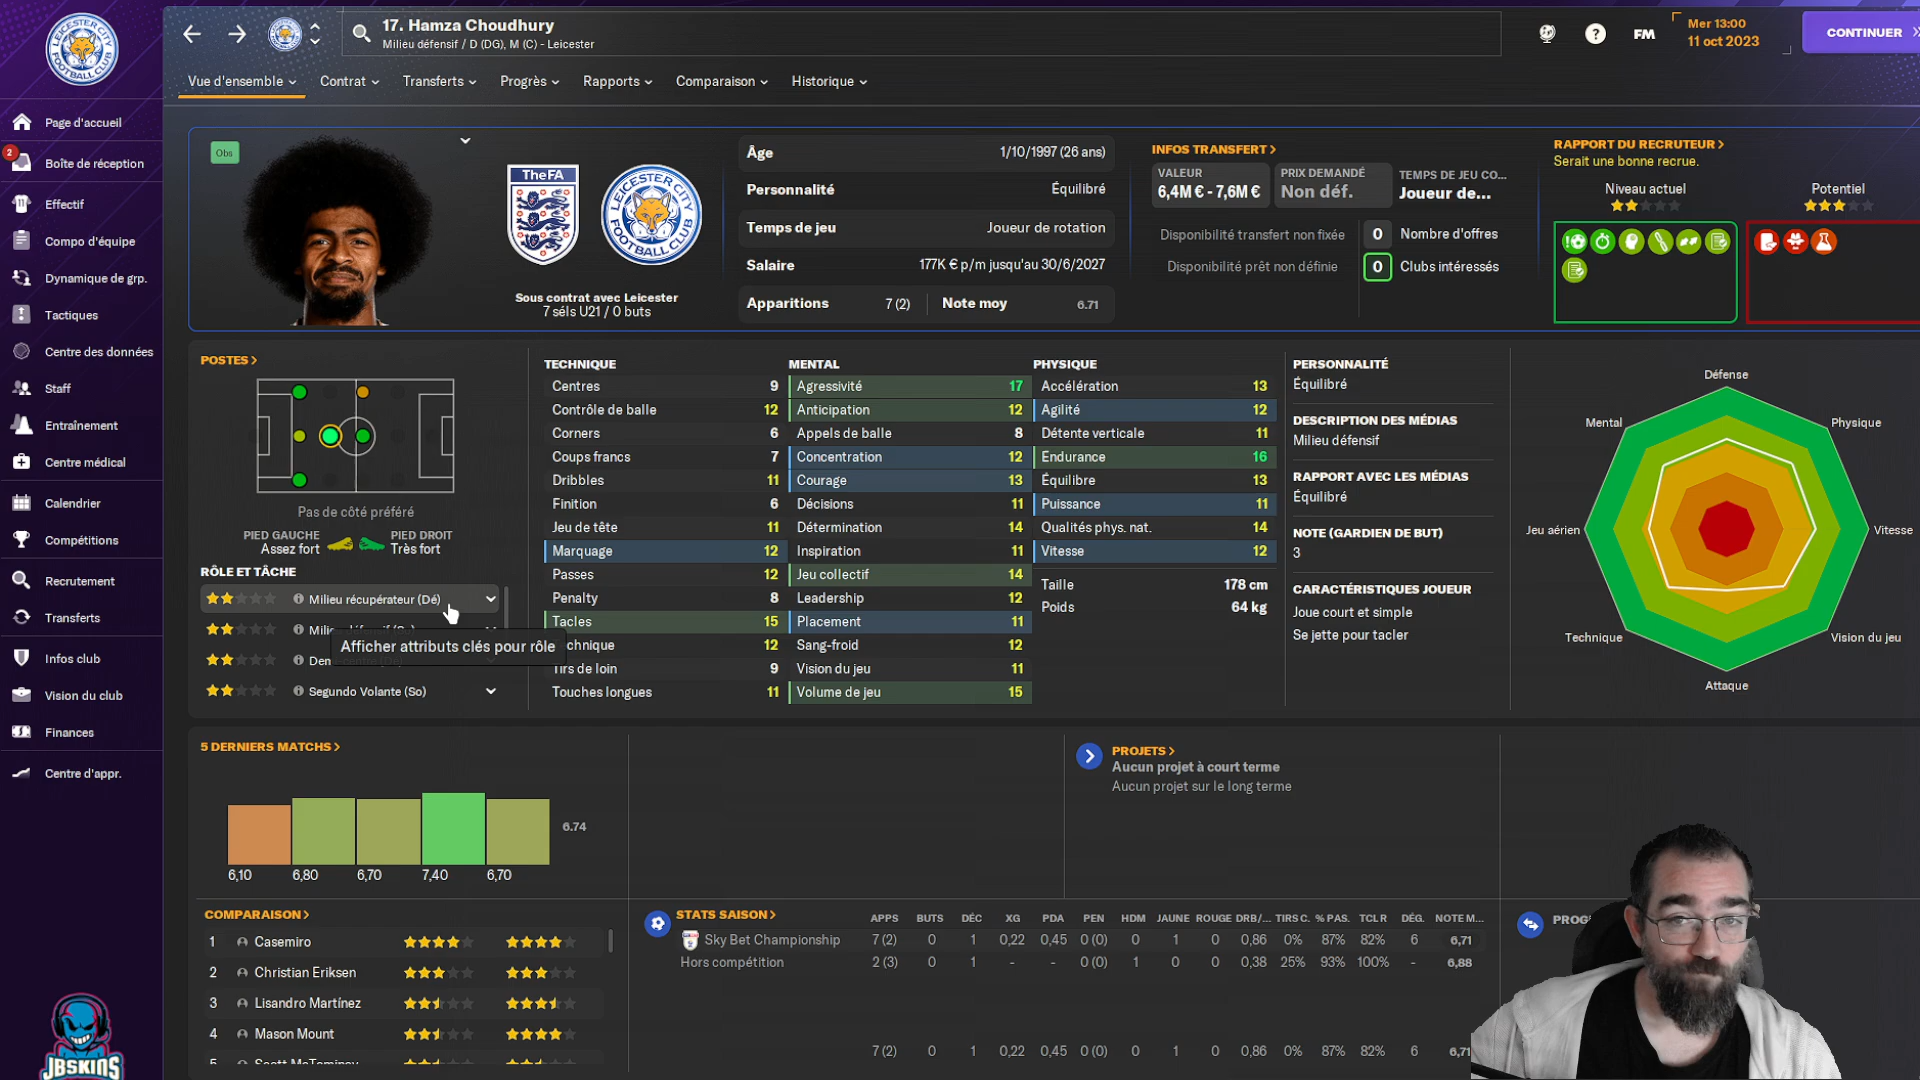 17. Hamza Choudhury
Milieu défensif / D (DG), M (C) - Leicester
FM
Mer 13:00
11 oct 2023
CONTINUER
Vue d'ensemble
Contrat
Transferts
Progrès
Rapports
Comparaison
Historique
Page d'accueil
2
Boîte de réception
Effectif
Compo d'équipe
Dynamique de grp.
Tactiques
Centre des données
Staff
Entraînement
Centre médical
Calendrier
Compétitions
Recrutement
Transferts
Infos club
Vision du club
Finances
Centre d'appr.
JBSKINS
Obs
The FA
LEICESTER CITY
FOOTBALL CLUB
Sous contrat avec Leicester
7 séls U21 / 0 buts
Âge 1/10/1997 (26 ans)
Personnalité Équilibré
Temps de jeu Joueur de rotation
Salaire 177K € p/m jusqu'au 30/6/2027
Apparitions 7 (2) Note moy 6.71
INFOS TRANSFERT >
VALEUR
6,4M € - 7,6M €
PRIX DEMANDÉ
Non déf.
TEMPS DE JEU CO...
Joueur de...
Disponibilité transfert non fixée
0 Nombre d'offres
Disponibilité prêt non définie
0 Clubs intéressés
RAPPORT DU RECRUTEUR >
Serait une bonne recrue.
Niveau actuel
Potentiel
POSTES >
Pas de côté préféré
PIED GAUCHE
Assez fort
PIED DROIT
Très fort
RÔLE ET TÂCHE
Milieu récupérateur (Dé)
Afficher attributs clés pour rôle
Segundo Volante (So)
TECHNIQUE
Centres 9
Contrôle de balle 12
Corners 6
Coups francs 7
Dribbles 11
Finition 6
Jeu de tête 11
Marquage 12
Passes 12
Penalty 8
Tacles 15
chnique 12
Tirs de loin 9
Touches longues 11
MENTAL
Agressivité 17
Anticipation 12
Appels de balle 8
Concentration 12
Courage 13
Décisions 11
Détermination 14
Inspiration 11
Jeu collectif 14
Leadership 12
Placement 11
Sang-froid 12
Vision du jeu 11
Volume de jeu 15
PHYSIQUE
Accélération 13
Agilité 12
Détente verticale 11
Endurance 16
Équilibre 13
Puissance 11
Qualités phys. nat. 14
Vitesse 12
Taille 178 cm
Poids 64 kg
PERSONNALITÉ
Équilibré
DESCRIPTION DES MÉDIAS
Milieu défensif
RAPPORT AVEC LES MÉDIAS
Équilibré
NOTE (GARDIEN DE BUT)
3
CARACTÉRISTIQUES JOUEUR
Joue court et simple
Se jette pour tacler
Défense
Mental
Physique
Jeu aérien
Vitesse
Technique
Vision du jeu
Attaque
5 DERNIERS MATCHS >
6.74
6,10 6,80 6,70 7,40 6,70
PROJETS >
Aucun projet à court terme
Aucun projet sur le long terme
COMPARAISON >
1 Casemiro
2 Christian Eriksen
3 Lisandro Martínez
4 Mason Mount
5 Scott McTominay
STATS SAISON >
APPS BUTS DÉC XG PDA PEN HDM JAUNE ROUGE DRB/... TIRS C. % PAS. TCL R DÉG. NOTE M...
Sky Bet Championship 7 (2) 0 1 0,22 0,45 0 (0) 0 1 0 0,86 0% 87% 82% 6 6,71
Hors compétition 2 (3) 0 1 - - 0 (0) 1 0 0 0,38 25% 93% 100% - 6,88
7 (2) 0 1 0,22 0,45 0 (0) 0 1 0 0,86 0% 87% 82% 6 6,71
PROG